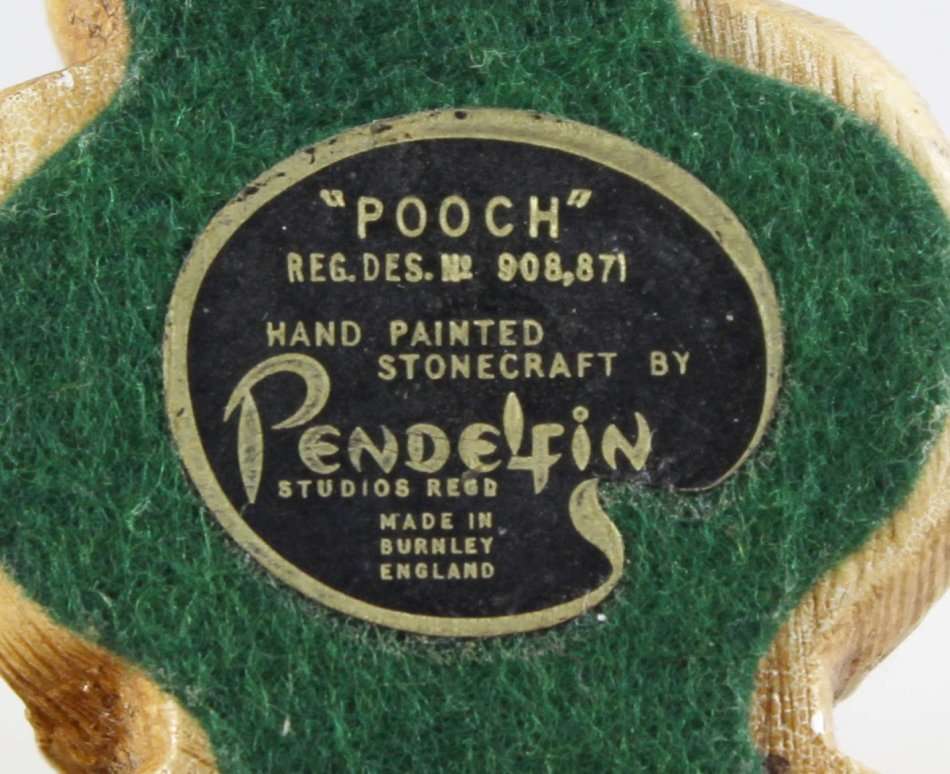 "POOCH"
REG. DES. Nº 908,871
HAND PAINTED
STONECRAFT BY
PENDELFIN
STUDIOS REGD
MADE IN
BURNLEY
ENGLAND